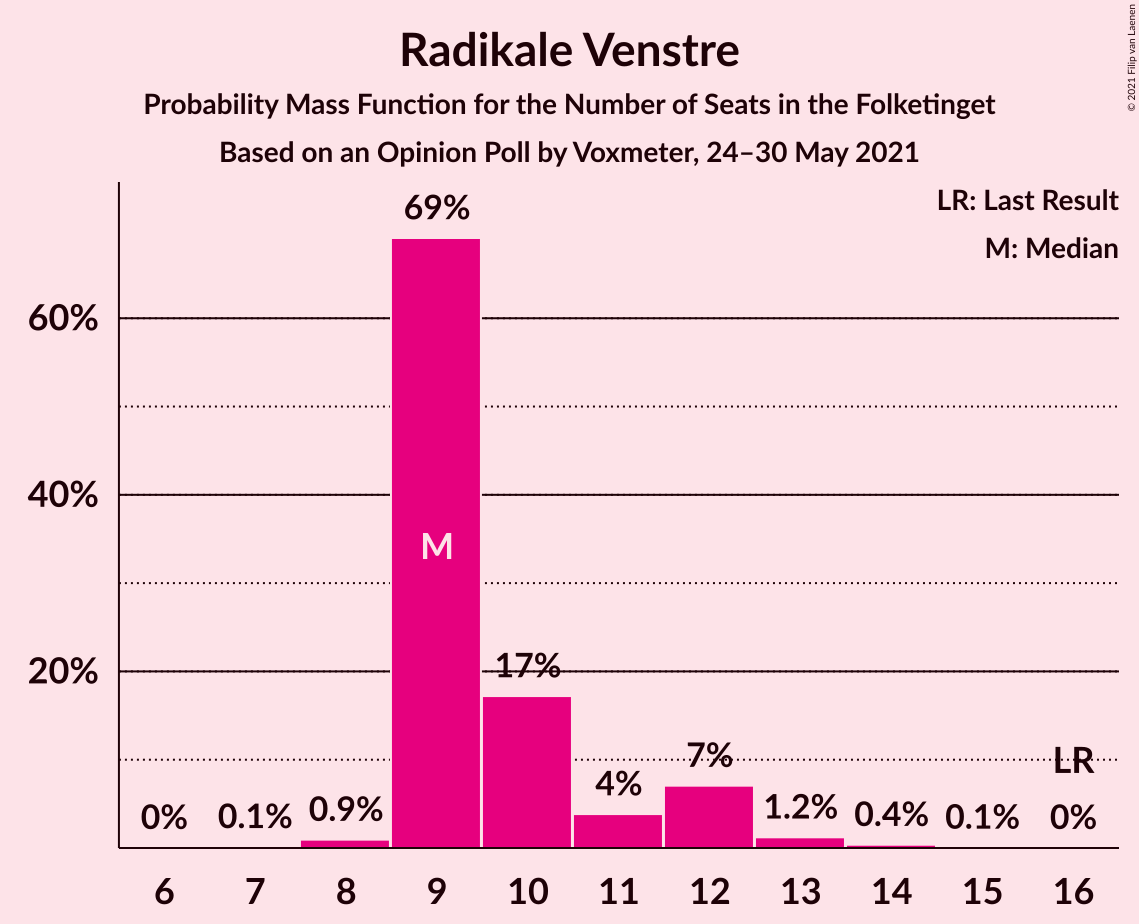 Radikale Venstre
Probability Mass Function for the Number of Seats in the Folketinget
Based on an Opinion Poll by Voxmeter, 24–30 May 2021
© 2021 Filip van Laenen
LR: Last Result
M: Median
69%
60%
40%
M
20%
17%
7%
LR
4%
0%
0.1%
0.9%
1.2%
0.4%
0.1%
0%
6 7 8 9 10 11 12 13 14 15 16